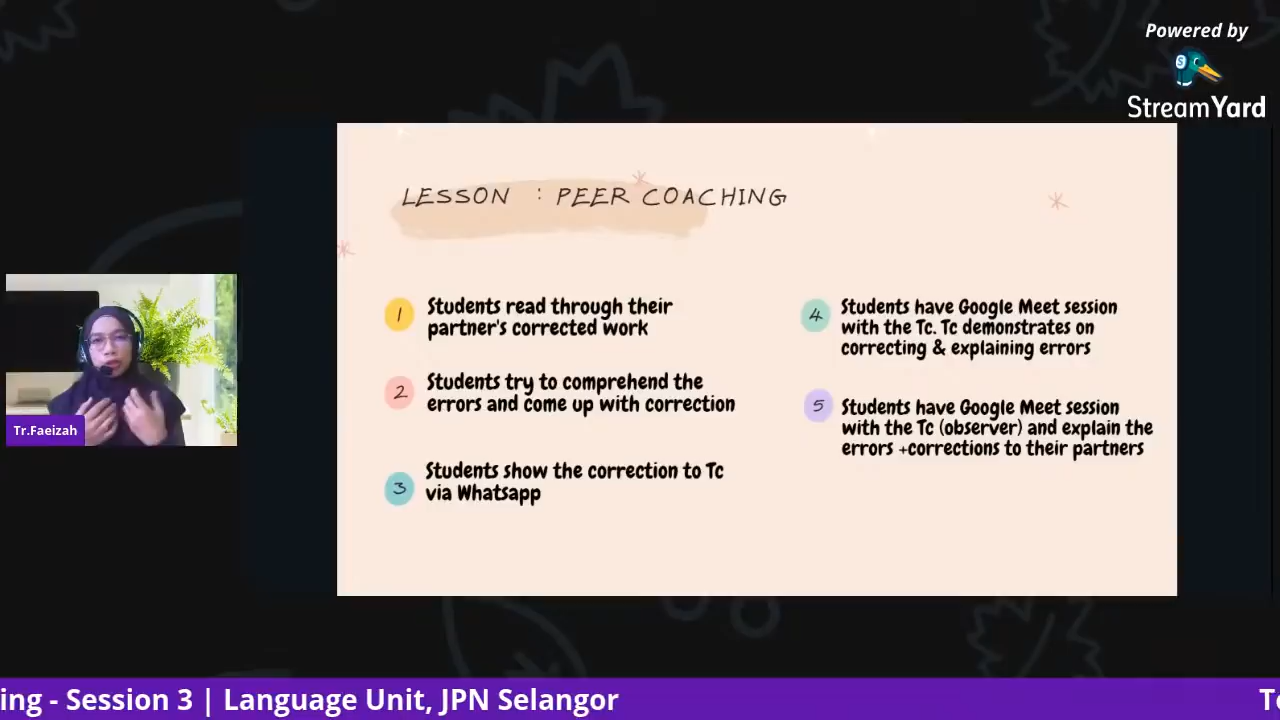 Powered by
StreamYard
LESSON : PEER COACHING
1
Students read through their
partner's corrected work
2
Students try to comprehend the
errors and come up with correction
3
Students show the correction to Tc
via Whatsapp
4
Students have Google Meet session
with the Tc. Tc demonstrates on
correcting & explaining errors
5
Students have Google Meet session
with the Tc (observer) and explain the
errors +corrections to their partners
Tr.Faeizah
ing - Session 3 | Language Unit, JPN Selangor